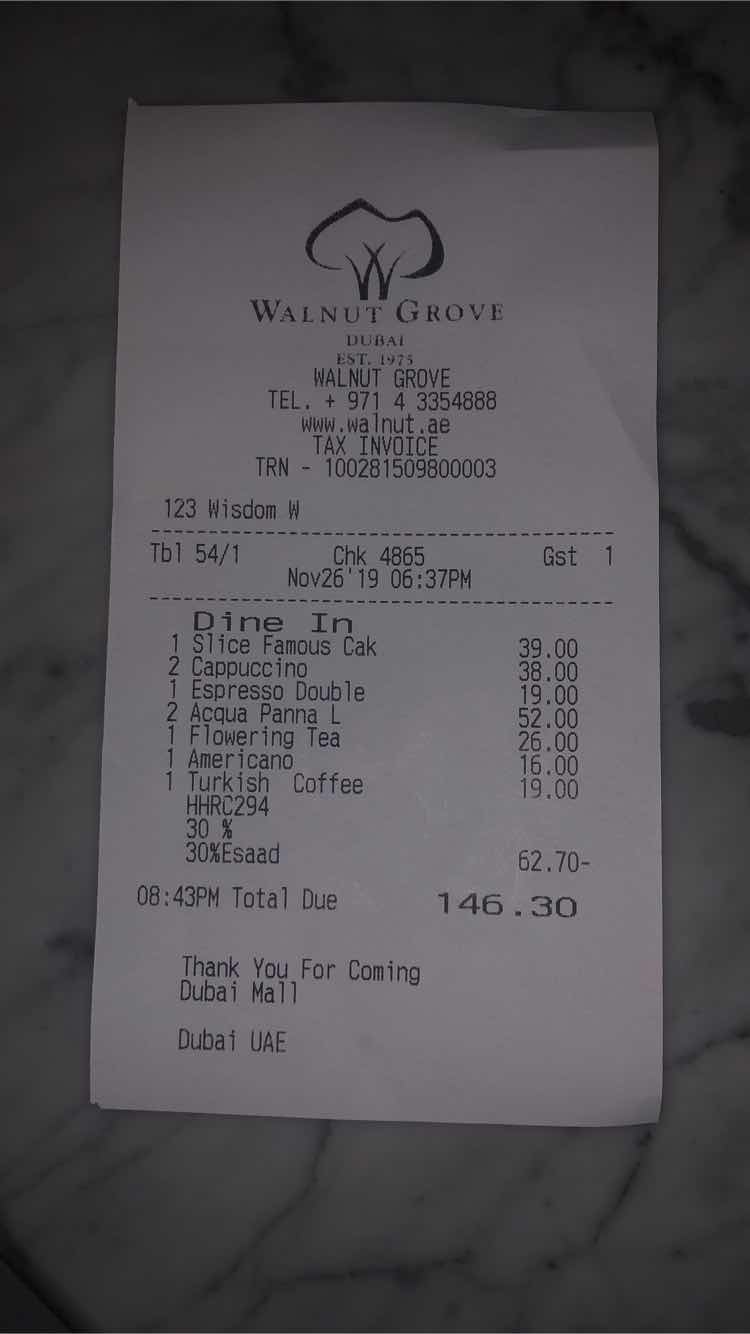 WALNUT GROVE
DUBAI
EST. 1975
WALNUT GROVE
TEL. + 971 4 3354888
www.walnut.ae
TAX INVOICE
TRN - 100281509800003
123 Wisdom W
Tbl 54/1 Chk 4865 Gst 1
Nov26'19 06:37PM
Dine In
1 Slice Famous Cak 39.00
2 Cappuccino 38.00
1 Espresso Double 19.00
2 Acqua Panna L 52.00
1 Flowering Tea 26.00
1 Americano 16.00
1 Turkish Coffee 19.00
HHRC294
30 %
30%Esaad 62.70-
08:43PM Total Due 146.30
Thank You For Coming
Dubai Mall
Dubai UAE